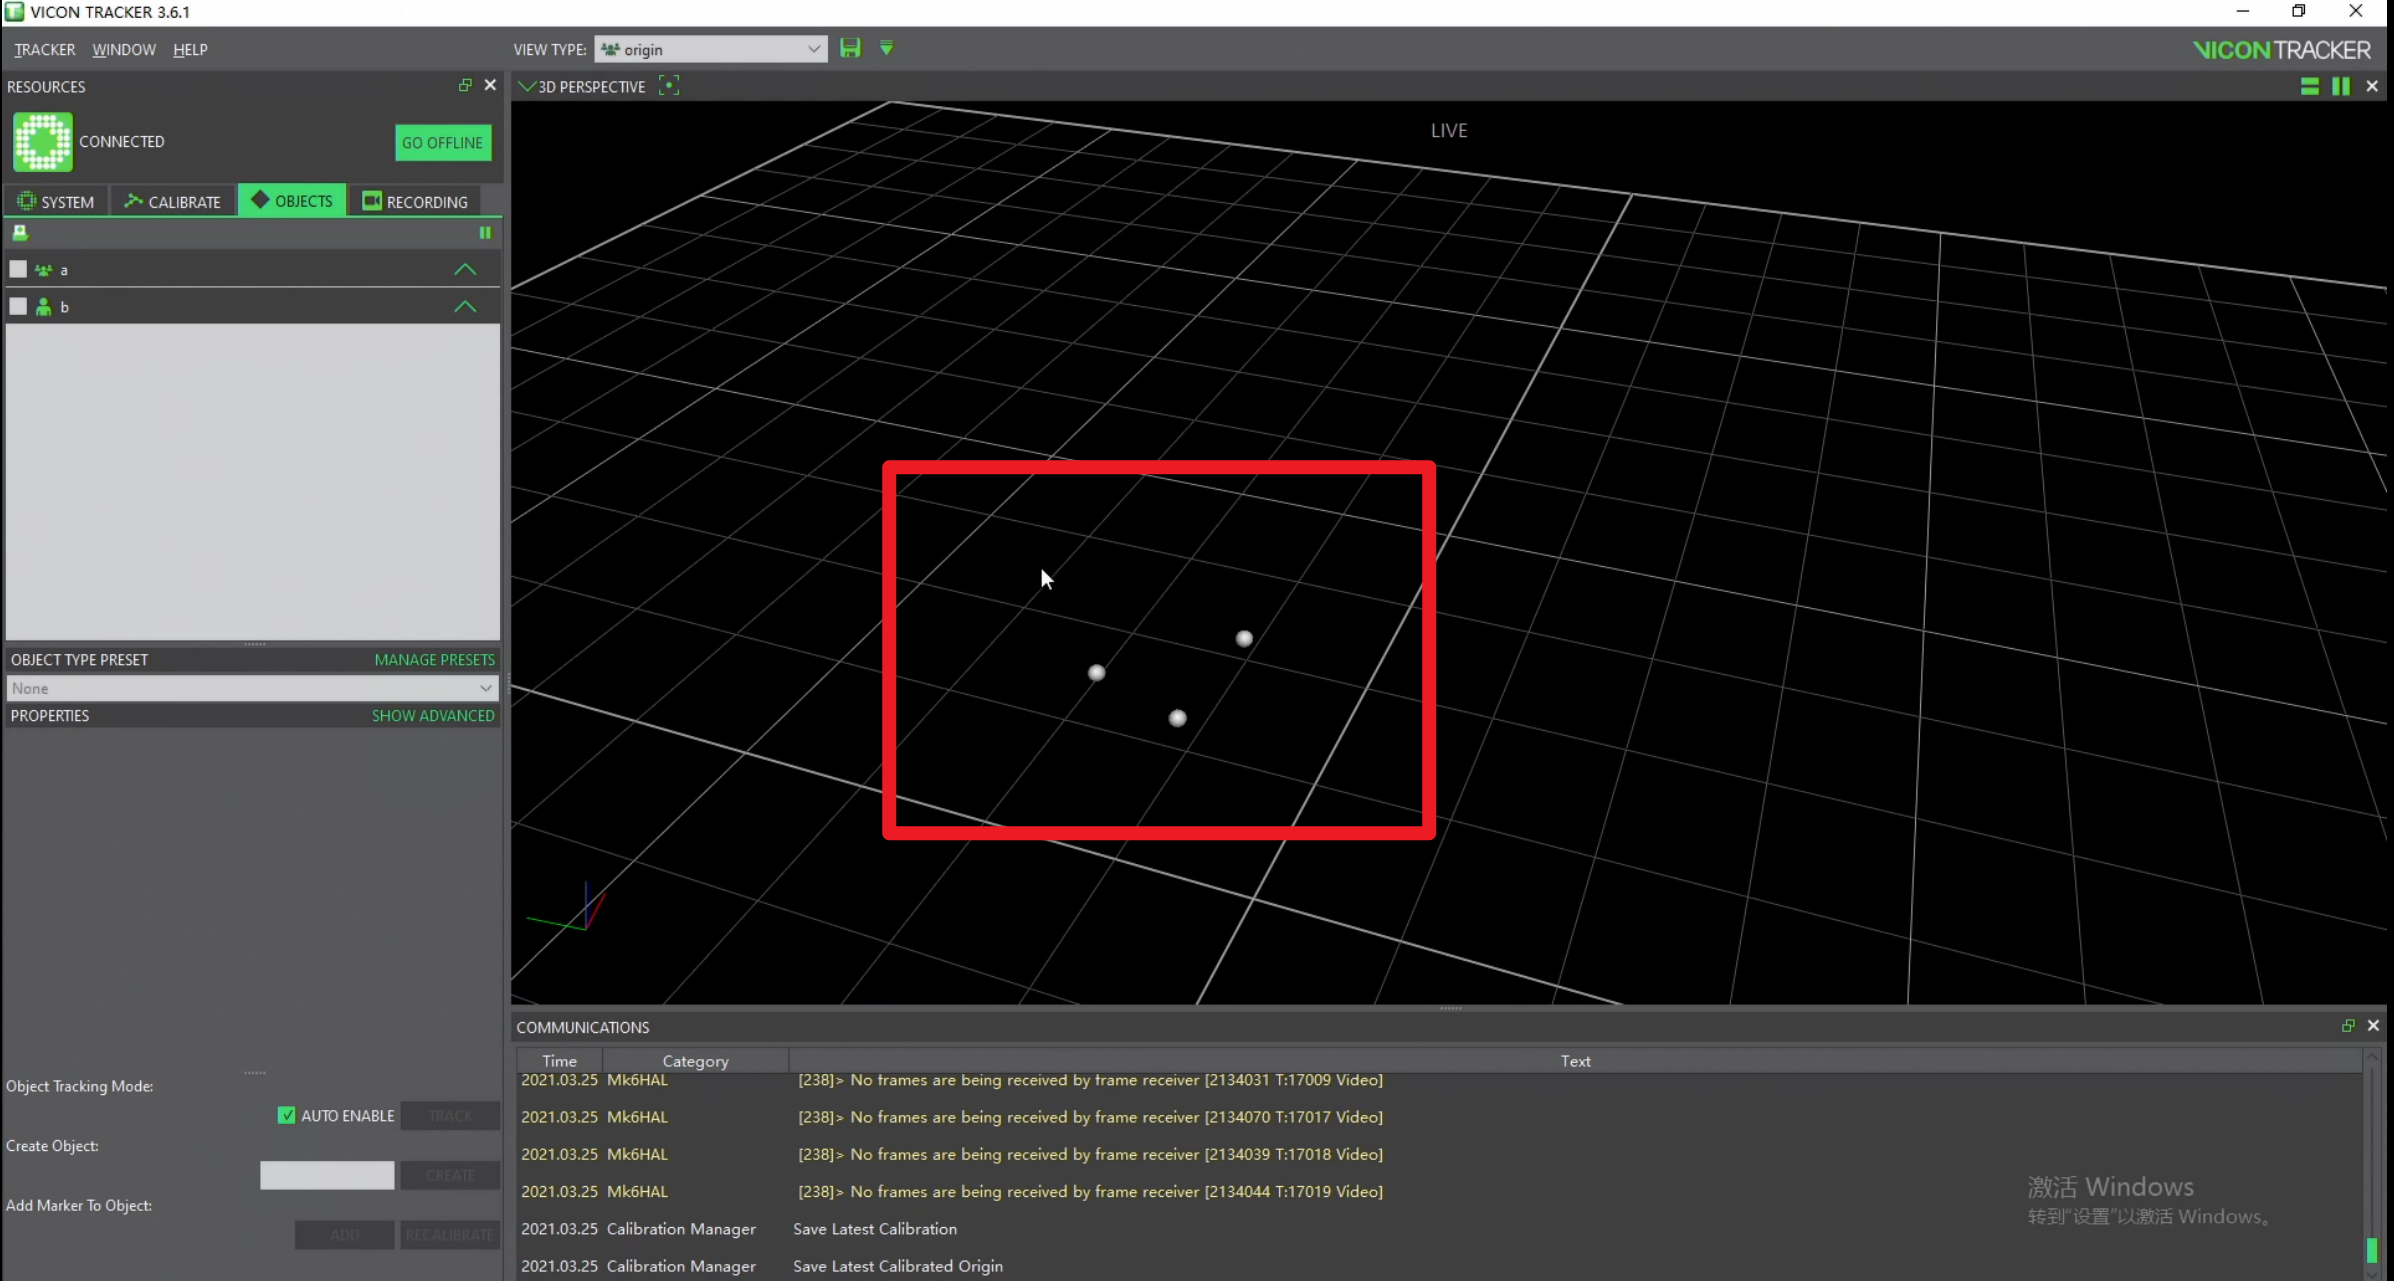 VICON TRACKER 3.6.1
TRACKER WINDOW HELP
VIEW TYPE: origin
VICONTRACKER
RESOURCES
3D PERSPECTIVE
CONNECTED
GO OFFLINE
LIVE
SYSTEM
CALIBRATE
OBJECTS
RECORDING
a
b
OBJECT TYPE PRESET
MANAGE PRESETS
None
PROPERTIES
SHOW ADVANCED
Object Tracking Mode:
AUTO ENABLE
TRACK
Create Object:
CREATE
Add Marker To Object:
ADD
RECALIBRATE
COMMUNICATIONS
Time Category Text
2021.03.25 Mk6HAL [238]> No frames are being received by frame receiver [2134031 T:17009 Video]
2021.03.25 Mk6HAL [238]> No frames are being received by frame receiver [2134070 T:17017 Video]
2021.03.25 Mk6HAL [238]> No frames are being received by frame receiver [2134039 T:17018 Video]
2021.03.25 Mk6HAL [238]> No frames are being received by frame receiver [2134044 T:17019 Video]
2021.03.25 Calibration Manager Save Latest Calibration
2021.03.25 Calibration Manager Save Latest Calibrated Origin
激活 Windows
转到"设置"以激活 Windows。